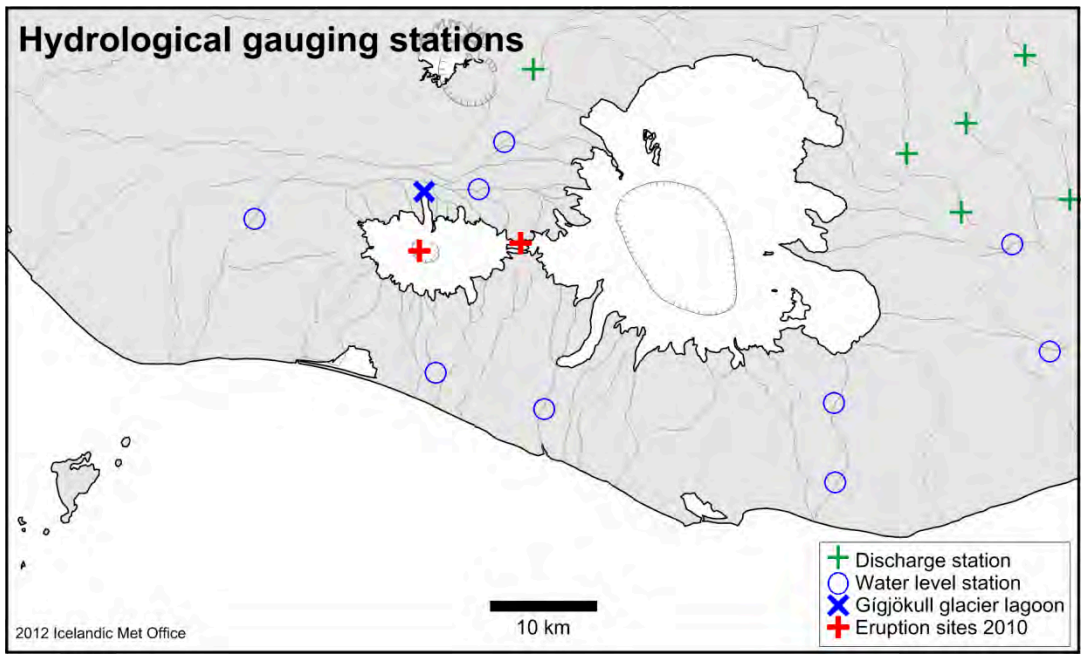 Hydrological gauging stations
Discharge station
Water level station
Gígjökull glacier lagoon
Eruption sites 2010
10 km
2012 Icelandic Met Office